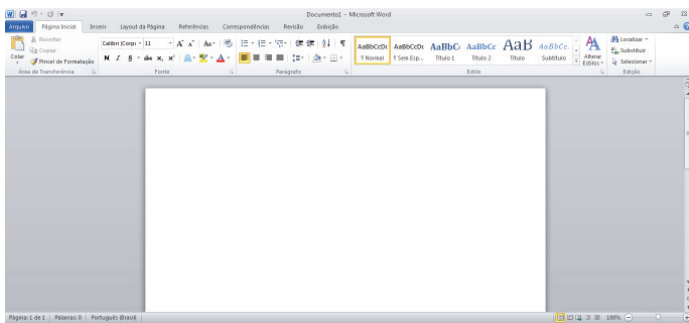 Documento1 - Microsoft Word
Arquivo Página Inicial Inserir Layout da Página Referências Correspondências Revisão Exibição
Colar Recortar Copiar Pincel de Formatação
Calibri (Corpo 11 A A Aa
N I S abc x, x² A A
AaBbCcDc AaBbCcDc AaBbC AaBbCc AaB AaBbCc.
¶ Normal ¶ Sem Esp... Título 1 Título 2 Título Subtítulo
Alterar Estilos
Localizar Substituir Selecionar
Área de Transferência Fonte Parágrafo Estilo Edição
Página: 1 de 1 Palavras: 0 Português (Brasil) 100%